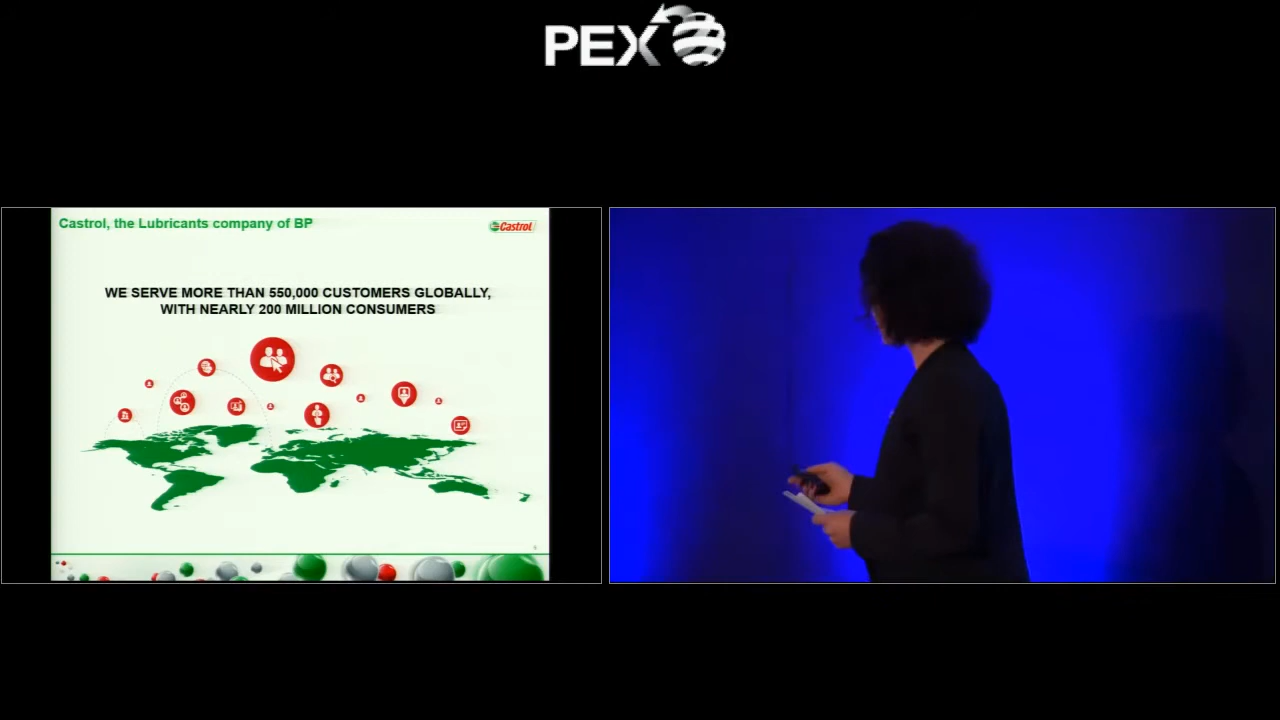 PEX
Castrol, the Lubricants company of BP
Castrol
WE SERVE MORE THAN 550,000 CUSTOMERS GLOBALLY,
WITH NEARLY 200 MILLION CONSUMERS